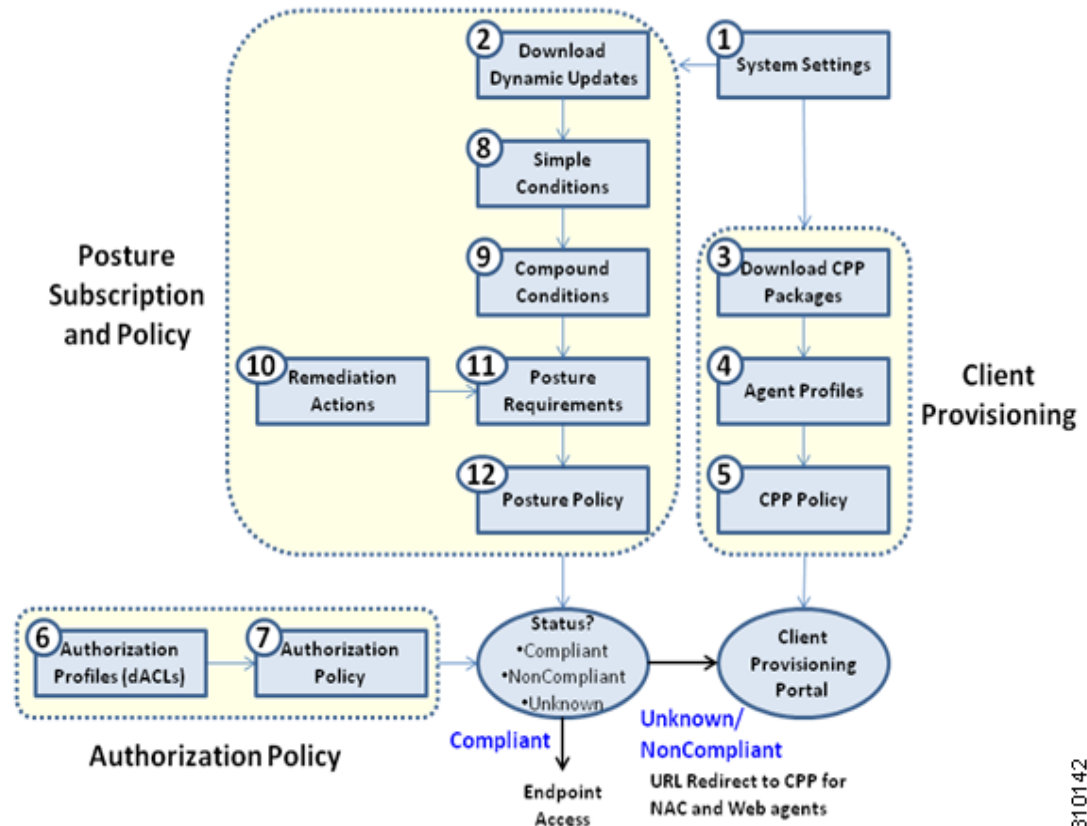 2
Download
Dynamic Updates
1
System Settings
8
Simple
Conditions
9
Compound
Conditions
Posture
Subscription
and Policy
10
Remediation
Actions
11
Posture
Requirements
12
Posture Policy
3
Download CPP
Packages
4
Agent Profiles
5
CPP Policy
Client
Provisioning
6
Authorization
Profiles (dACLs)
7
Authorization
Policy
Authorization Policy
Status?
•Compliant
•NonCompliant
•Unknown
Client
Provisioning
Portal
Compliant
Unknown/
NonCompliant
Endpoint
Access
URL Redirect to CPP for
NAC and Web agents
310142